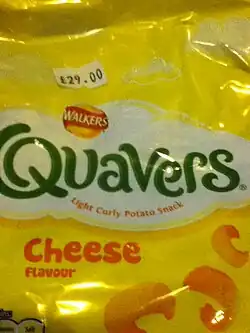 £29.00
WALKERS
QUAVERS®
Light Curly Potato Snack
Cheese
flavour